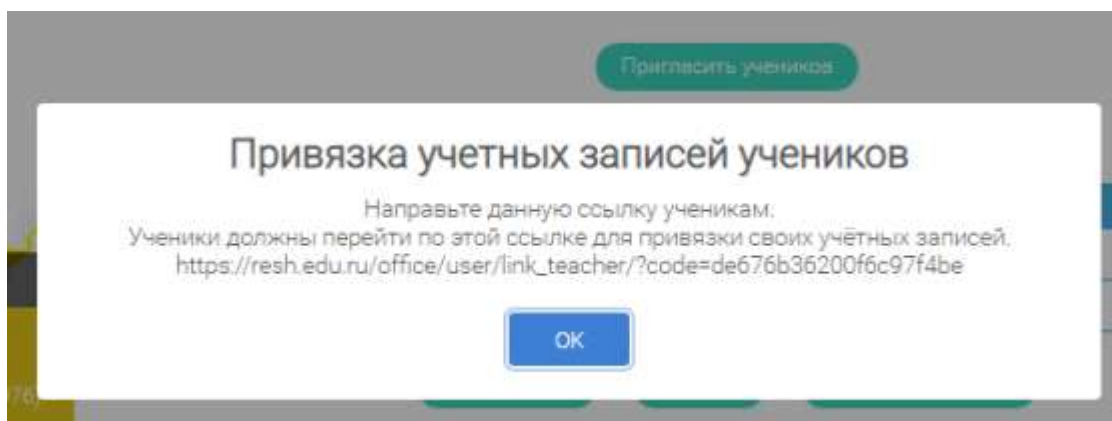 Пригласить учеников
Привязка учетных записей учеников
Направьте данную ссылку ученикам.
Ученики должны перейти по этой ссылке для привязки своих учётных записей.
https://resh.edu.ru/office/user/link_teacher/?code=de676b36200f6c97f4be
OK
76)